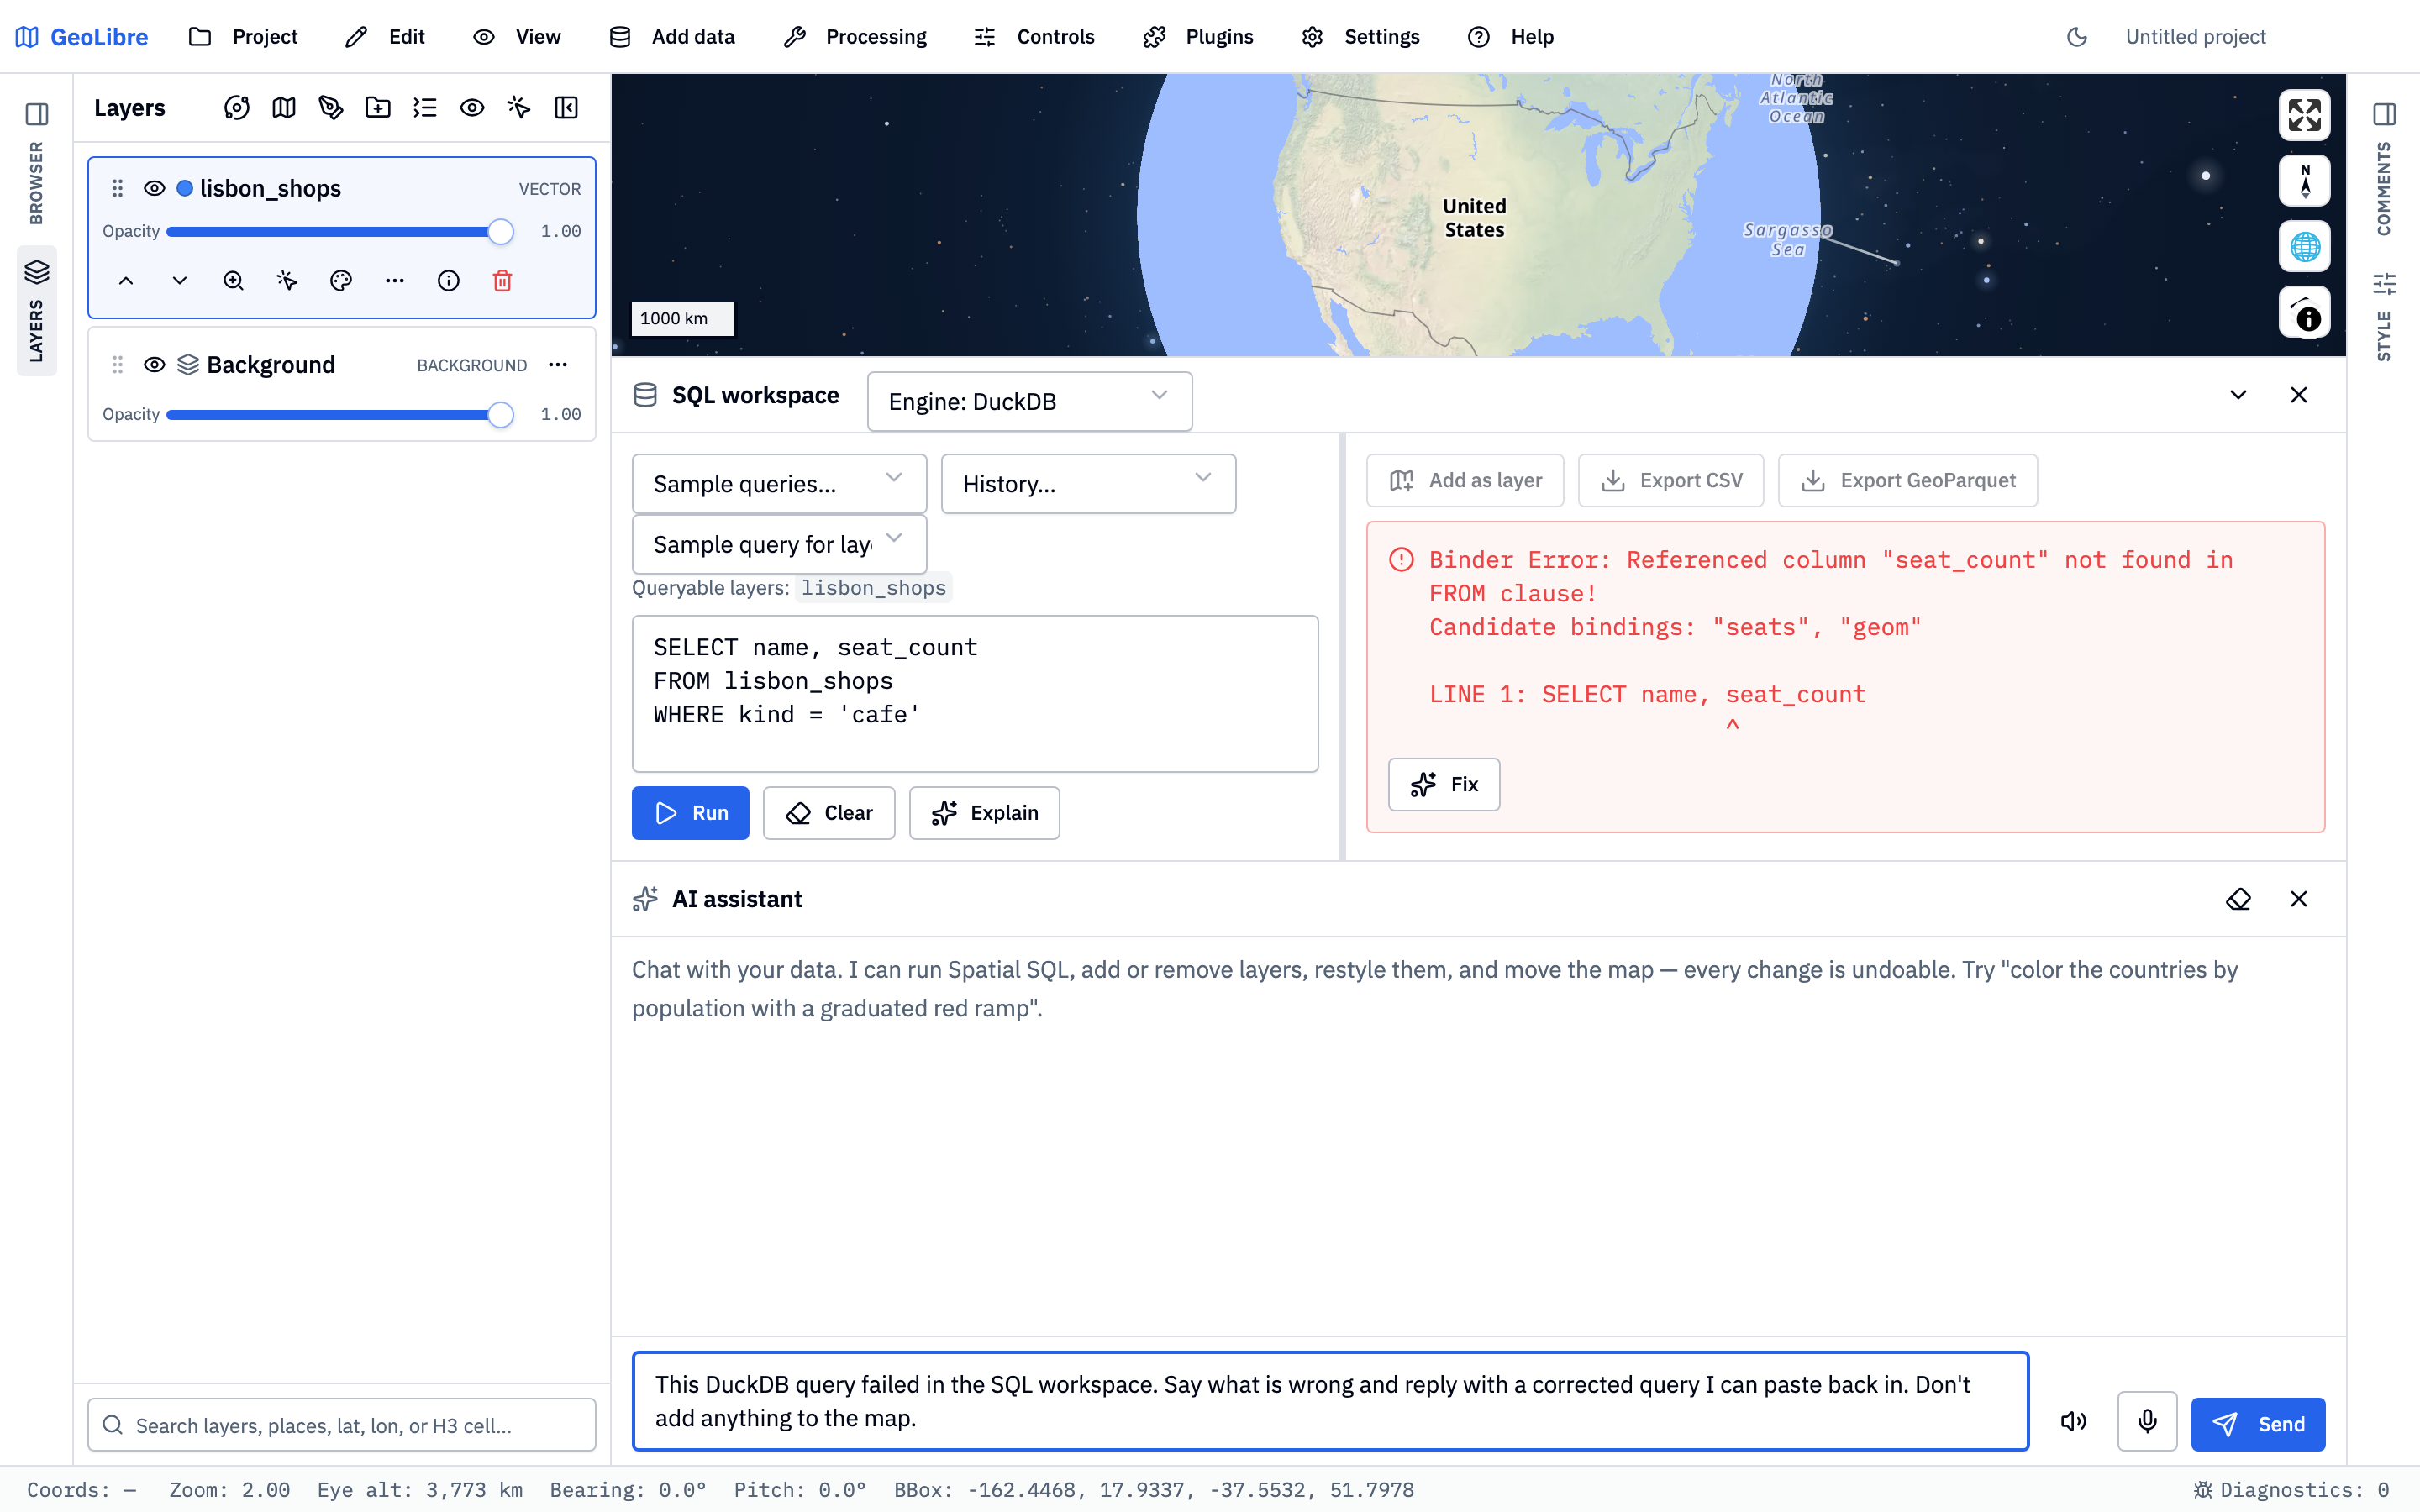 GeoLibre Project Edit View Add data Processing Controls Plugins Settings Help Untitled project
BROWSER
LAYERS
Layers
lisbon_shops VECTOR
Opacity 1.00
Background BACKGROUND
Opacity 1.00
Search layers, places, lat, lon, or H3 cell...
North
Atlantic
Ocean
United
States
Sargasso
Sea
1000 km
N
COMMENTS
STYLE
SQL workspace Engine: DuckDB
Sample queries... History...
Sample query for lay
Queryable layers: lisbon_shops
SELECT name, seat_count
FROM lisbon_shops
WHERE kind = 'cafe'
Run Clear Explain
Add as layer Export CSV Export GeoParquet
Binder Error: Referenced column "seat_count" not found in
FROM clause!
Candidate bindings: "seats", "geom"
LINE 1: SELECT name, seat_count
^
Fix
AI assistant
Chat with your data. I can run Spatial SQL, add or remove layers, restyle them, and move the map — every change is undoable. Try "color the countries by
population with a graduated red ramp".
This DuckDB query failed in the SQL workspace. Say what is wrong and reply with a corrected query I can paste back in. Don't
add anything to the map.
Send
Coords: — Zoom: 2.00 Eye alt: 3,773 km Bearing: 0.0° Pitch: 0.0° BBox: -162.4468, 17.9337, -37.5532, 51.7978 Diagnostics: 0